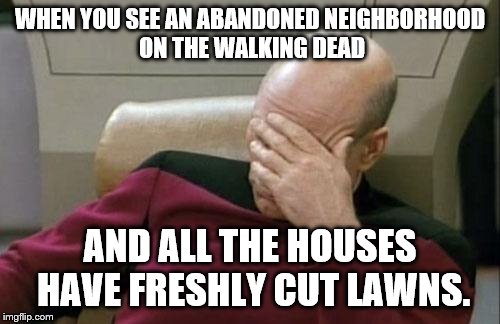 WHEN YOU SEE AN ABANDONED NEIGHBORHOOD
ON THE WALKING DEAD
AND ALL THE HOUSES
HAVE FRESHLY CUT LAWNS.
imgflip.com